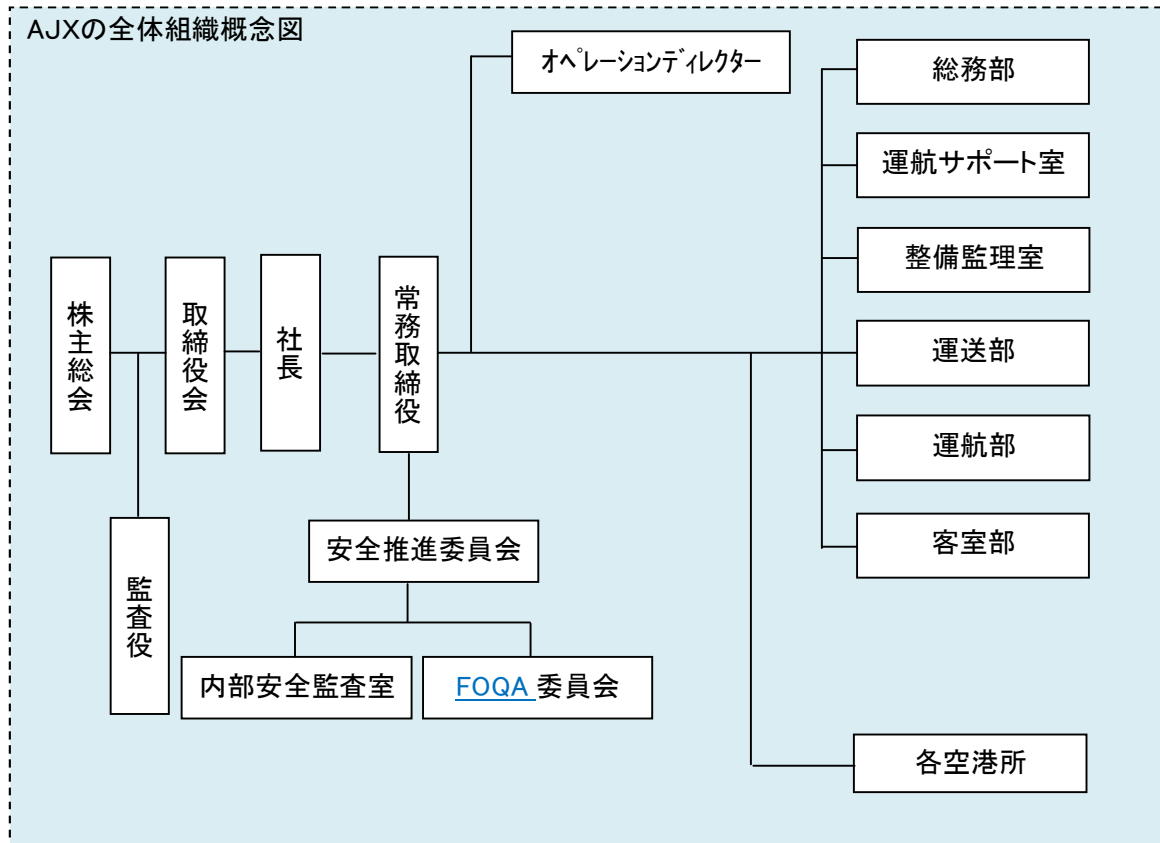 AJXの全体組織概念図
オペレーションディレクター
総務部
運航サポート室
整備監理室
株主総会
取締役会
社長
常務取締役
運送部
運航部
安全推進委員会
客室部
監査役
内部安全監査室
FOQA 委員会
各空港所